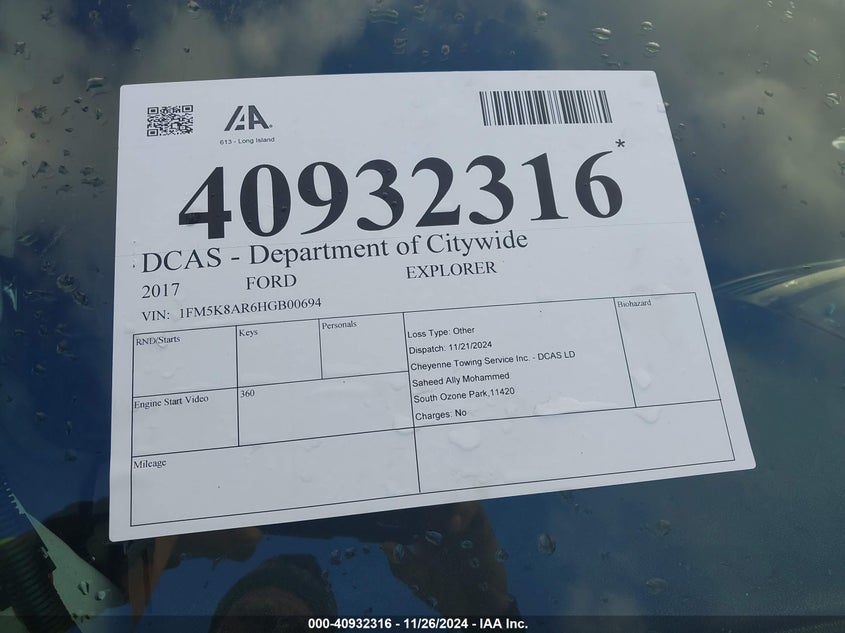 IAA.
613 - Long Island
40932316*
DCAS - Department of Citywide
2017 FORD EXPLORER
VIN: 1FM5K8AR6HGB00694
RND/Starts
Keys
Personals
Loss Type: Other
Dispatch: 11/21/2024
Cheyenne Towing Service Inc. - DCAS LD
Saheed Ally Mohammed
South Ozone Park,11420
Charges: No
Biohazard
Engine Start Video
360
Mileage
000-40932316 - 11/26/2024 - IAA Inc.